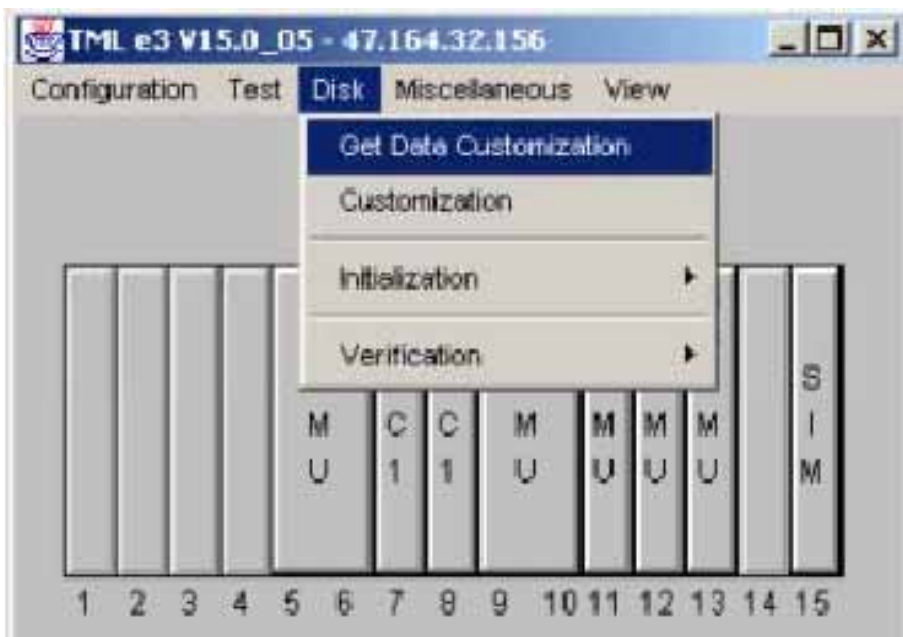 TML e3 V15.0_05 - 47.164.32.156
Configuration Test Disk Miscellaneous View
Get Data Customization
Customization
Initialization
Verification
M U
C 1
C 1
M U
M U
M U
M U
S I M
1 2 3 4 5 6 7 8 9 10 11 12 13 14 15